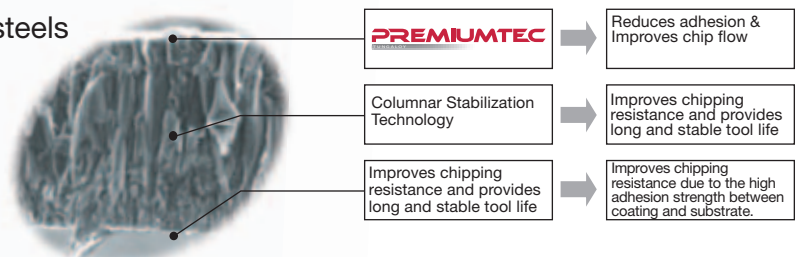 steels
PREMIUMTEC
TUNGALOY
Reduces adhesion &
Improves chip flow
Columnar Stabilization
Technology
Improves chipping
resistance and provides
long and stable tool life
Improves chipping
resistance and provides
long and stable tool life
Improves chipping
resistance due to the high
adhesion strength between
coating and substrate.